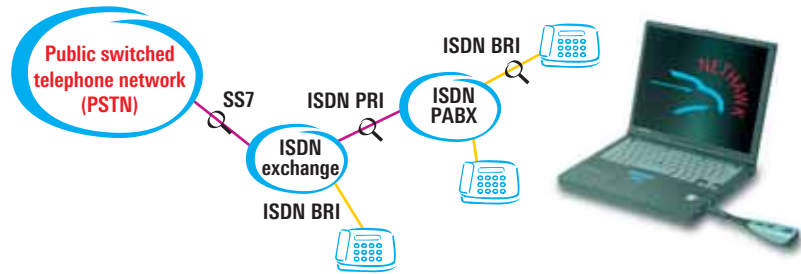 Public switched
telephone network
(PSTN)
SS7
ISDN
exchange
ISDN PRI
ISDN
PABX
ISDN BRI
ISDN BRI
NETHAWK